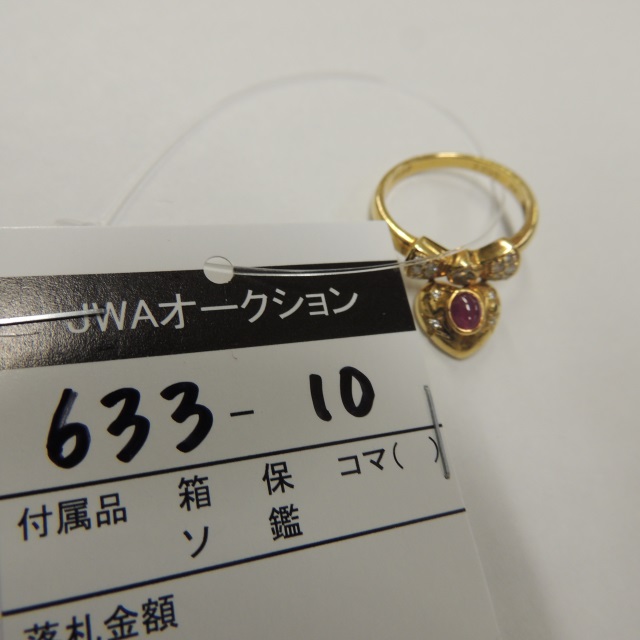 JWAオークション
633-10
付属品 箱 保 コマ( )
ソ 鑑
落札金額